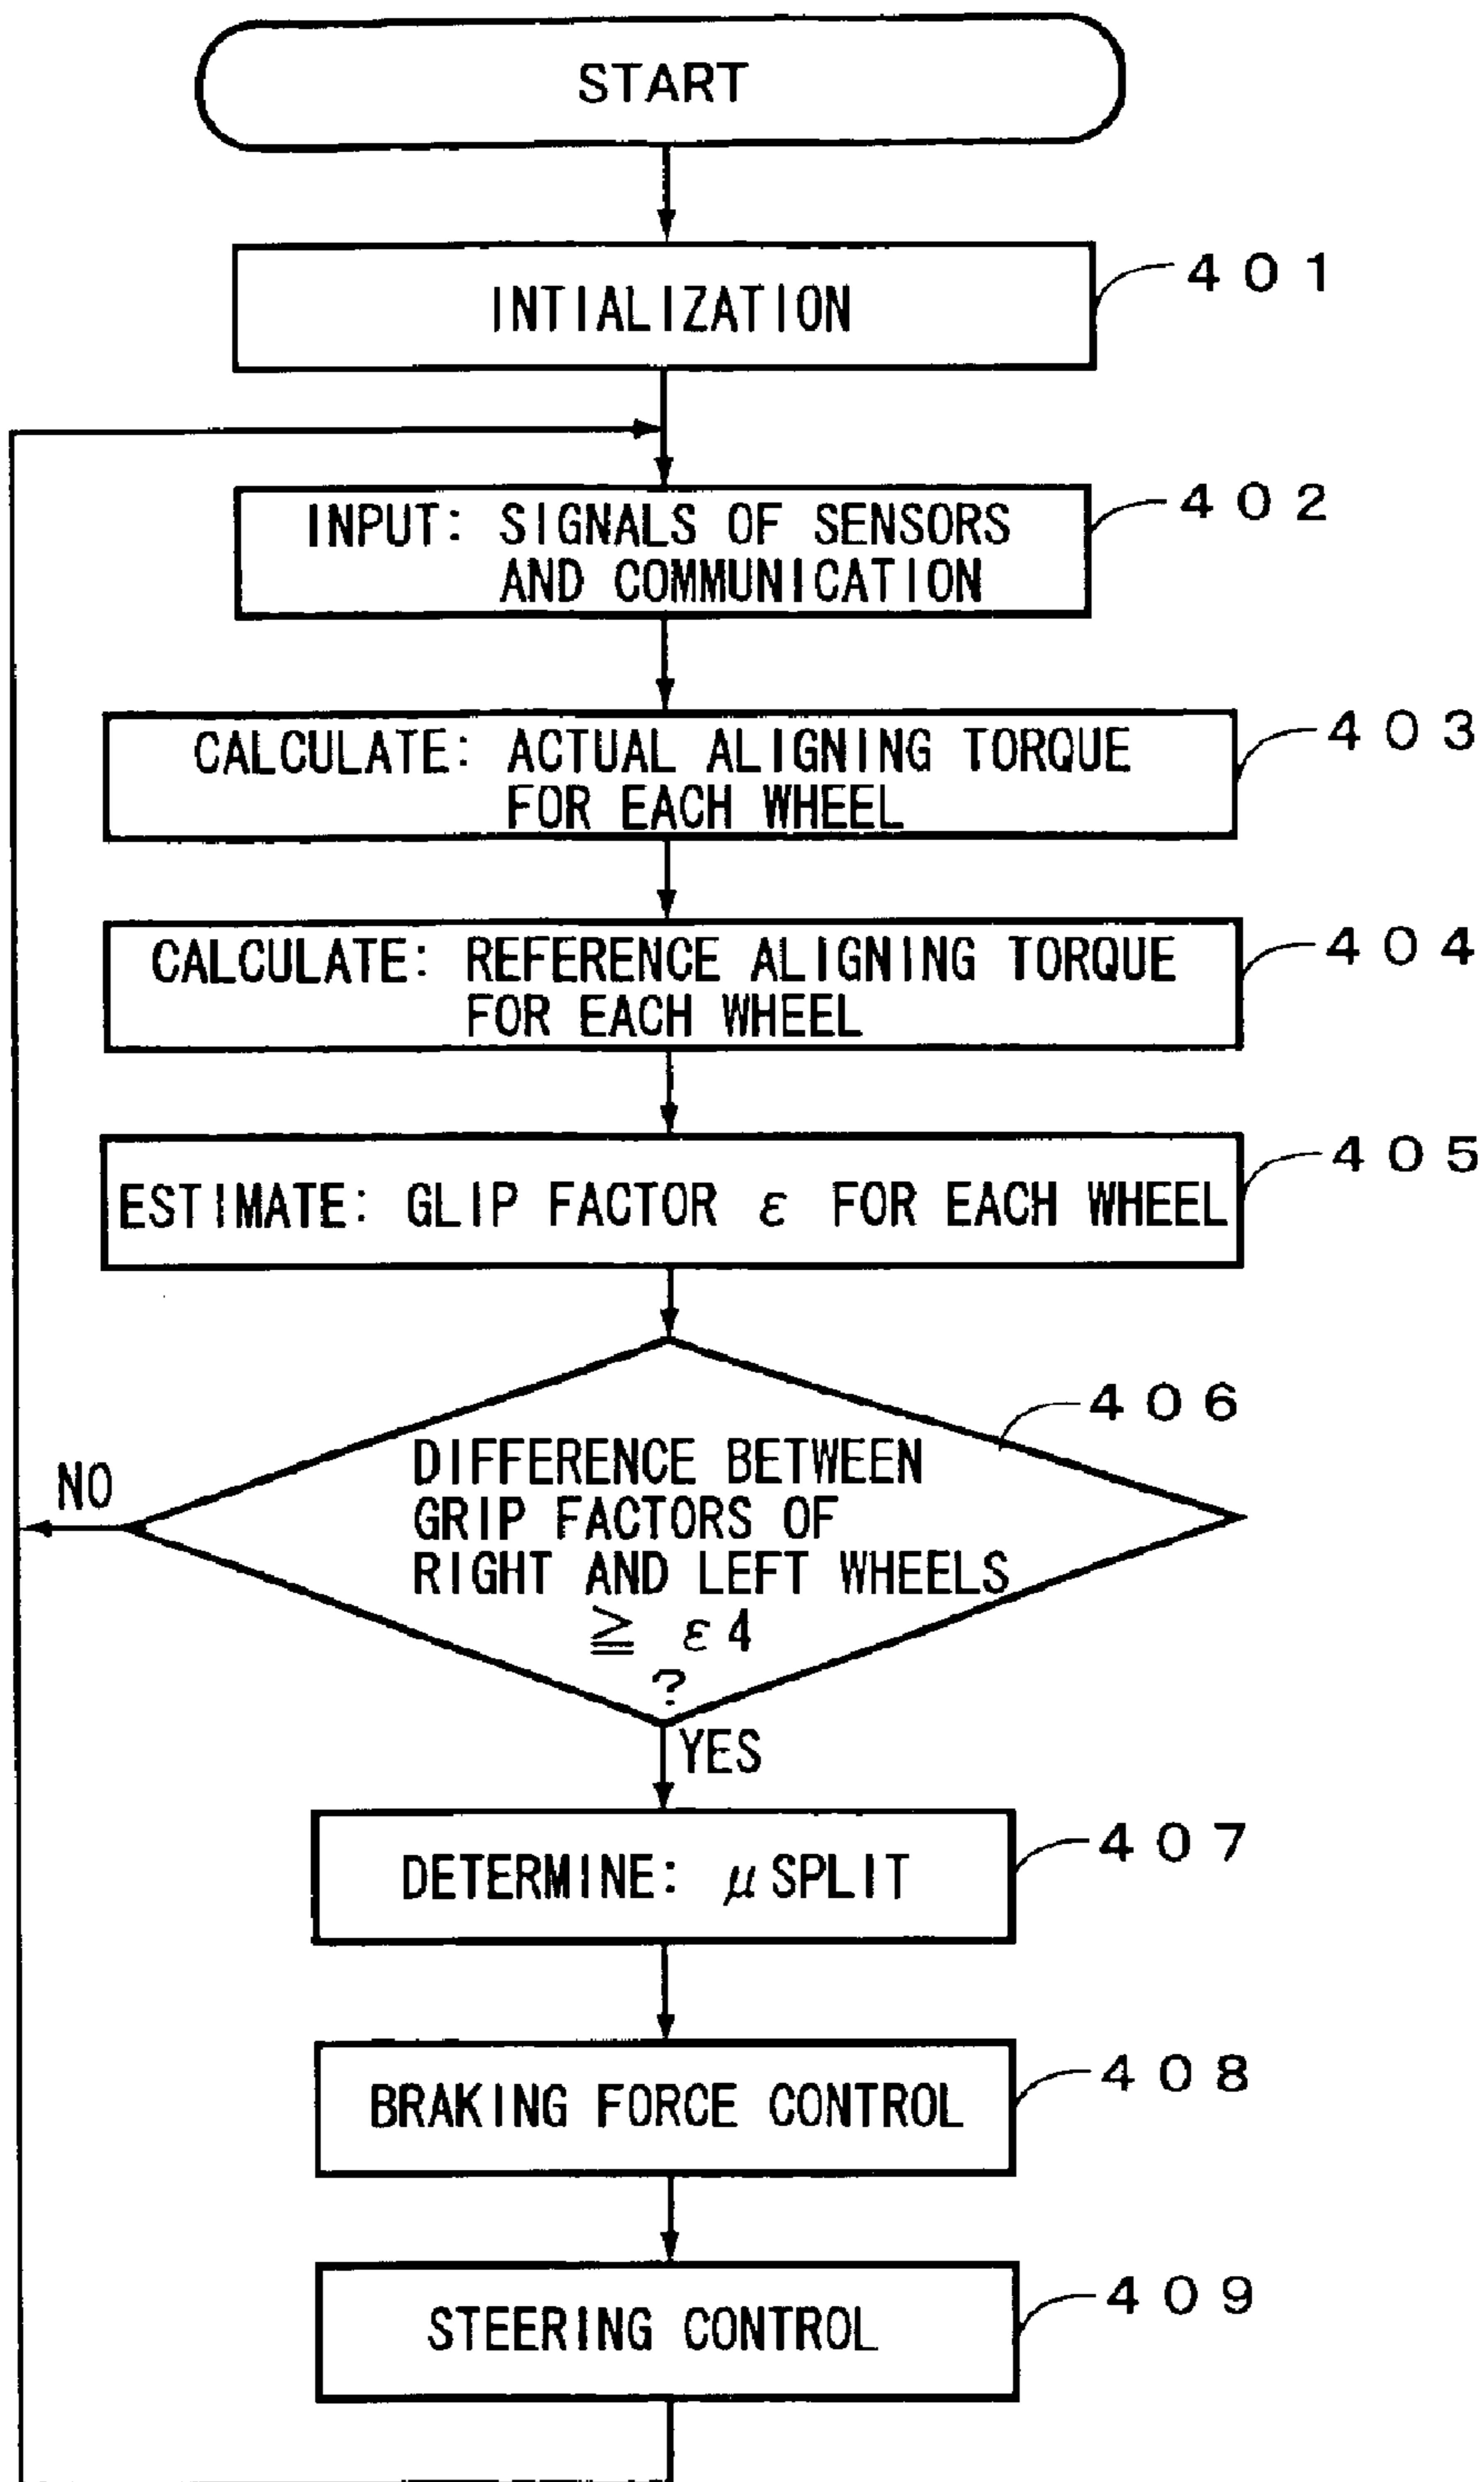 START
INTIALIZATION
401
INPUT: SIGNALS OF SENSORS
AND COMMUNICATION
402
CALCULATE: ACTUAL ALIGNING TORQUE
FOR EACH WHEEL
403
CALCULATE: REFERENCE ALIGNING TORQUE
FOR EACH WHEEL
404
ESTIMATE: GLIP FACTOR ε FOR EACH WHEEL
405
406
DIFFERENCE BETWEEN
GRIP FACTORS OF
RIGHT AND LEFT WHEELS
≧ ε4
?
NO
YES
DETERMINE: μ SPLIT
407
BRAKING FORCE CONTROL
408
STEERING CONTROL
409